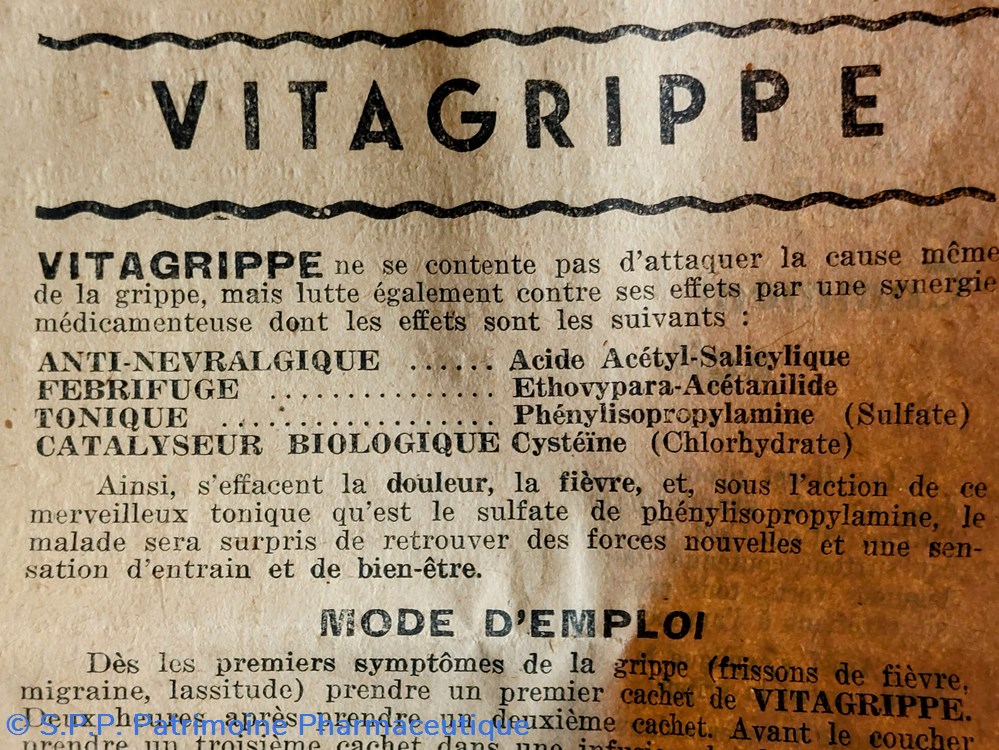 VITAGRIPPE
VITAGRIPPE ne se contente pas d'attaquer la cause même
de la grippe, mais lutte également contre ses effets par une synergie
médicamenteuse dont les effets sont les suivants :
ANTI-NEVRALGIQUE ...... Acide Acétyl-Salicylique
FEBRIFUGE ............... Ethovypara-Acétanilide
TONIQUE .................. Phénylisopropylamine (Sulfate)
CATALYSEUR BIOLOGIQUE Cystéïne (Chlorhydrate)
Ainsi, s'effacent la douleur, la fièvre, et, sous l'action de ce
merveilleux tonique qu'est le sulfate de phénylisopropylamine, le
malade sera surpris de retrouver des forces nouvelles et une sen-
sation d'entrain et de bien-être.
MODE D'EMPLOI
Dès les premiers symptômes de la grippe (frissons de fièvre,
migraine, lassitude) prendre un premier cachet de VITAGRIPPE.
Deux heures après prendre un deuxième cachet. Avant le coucher
© S.P.P. Patrimoine Pharmaceutique
prendre un troisième cachet dans une infusion